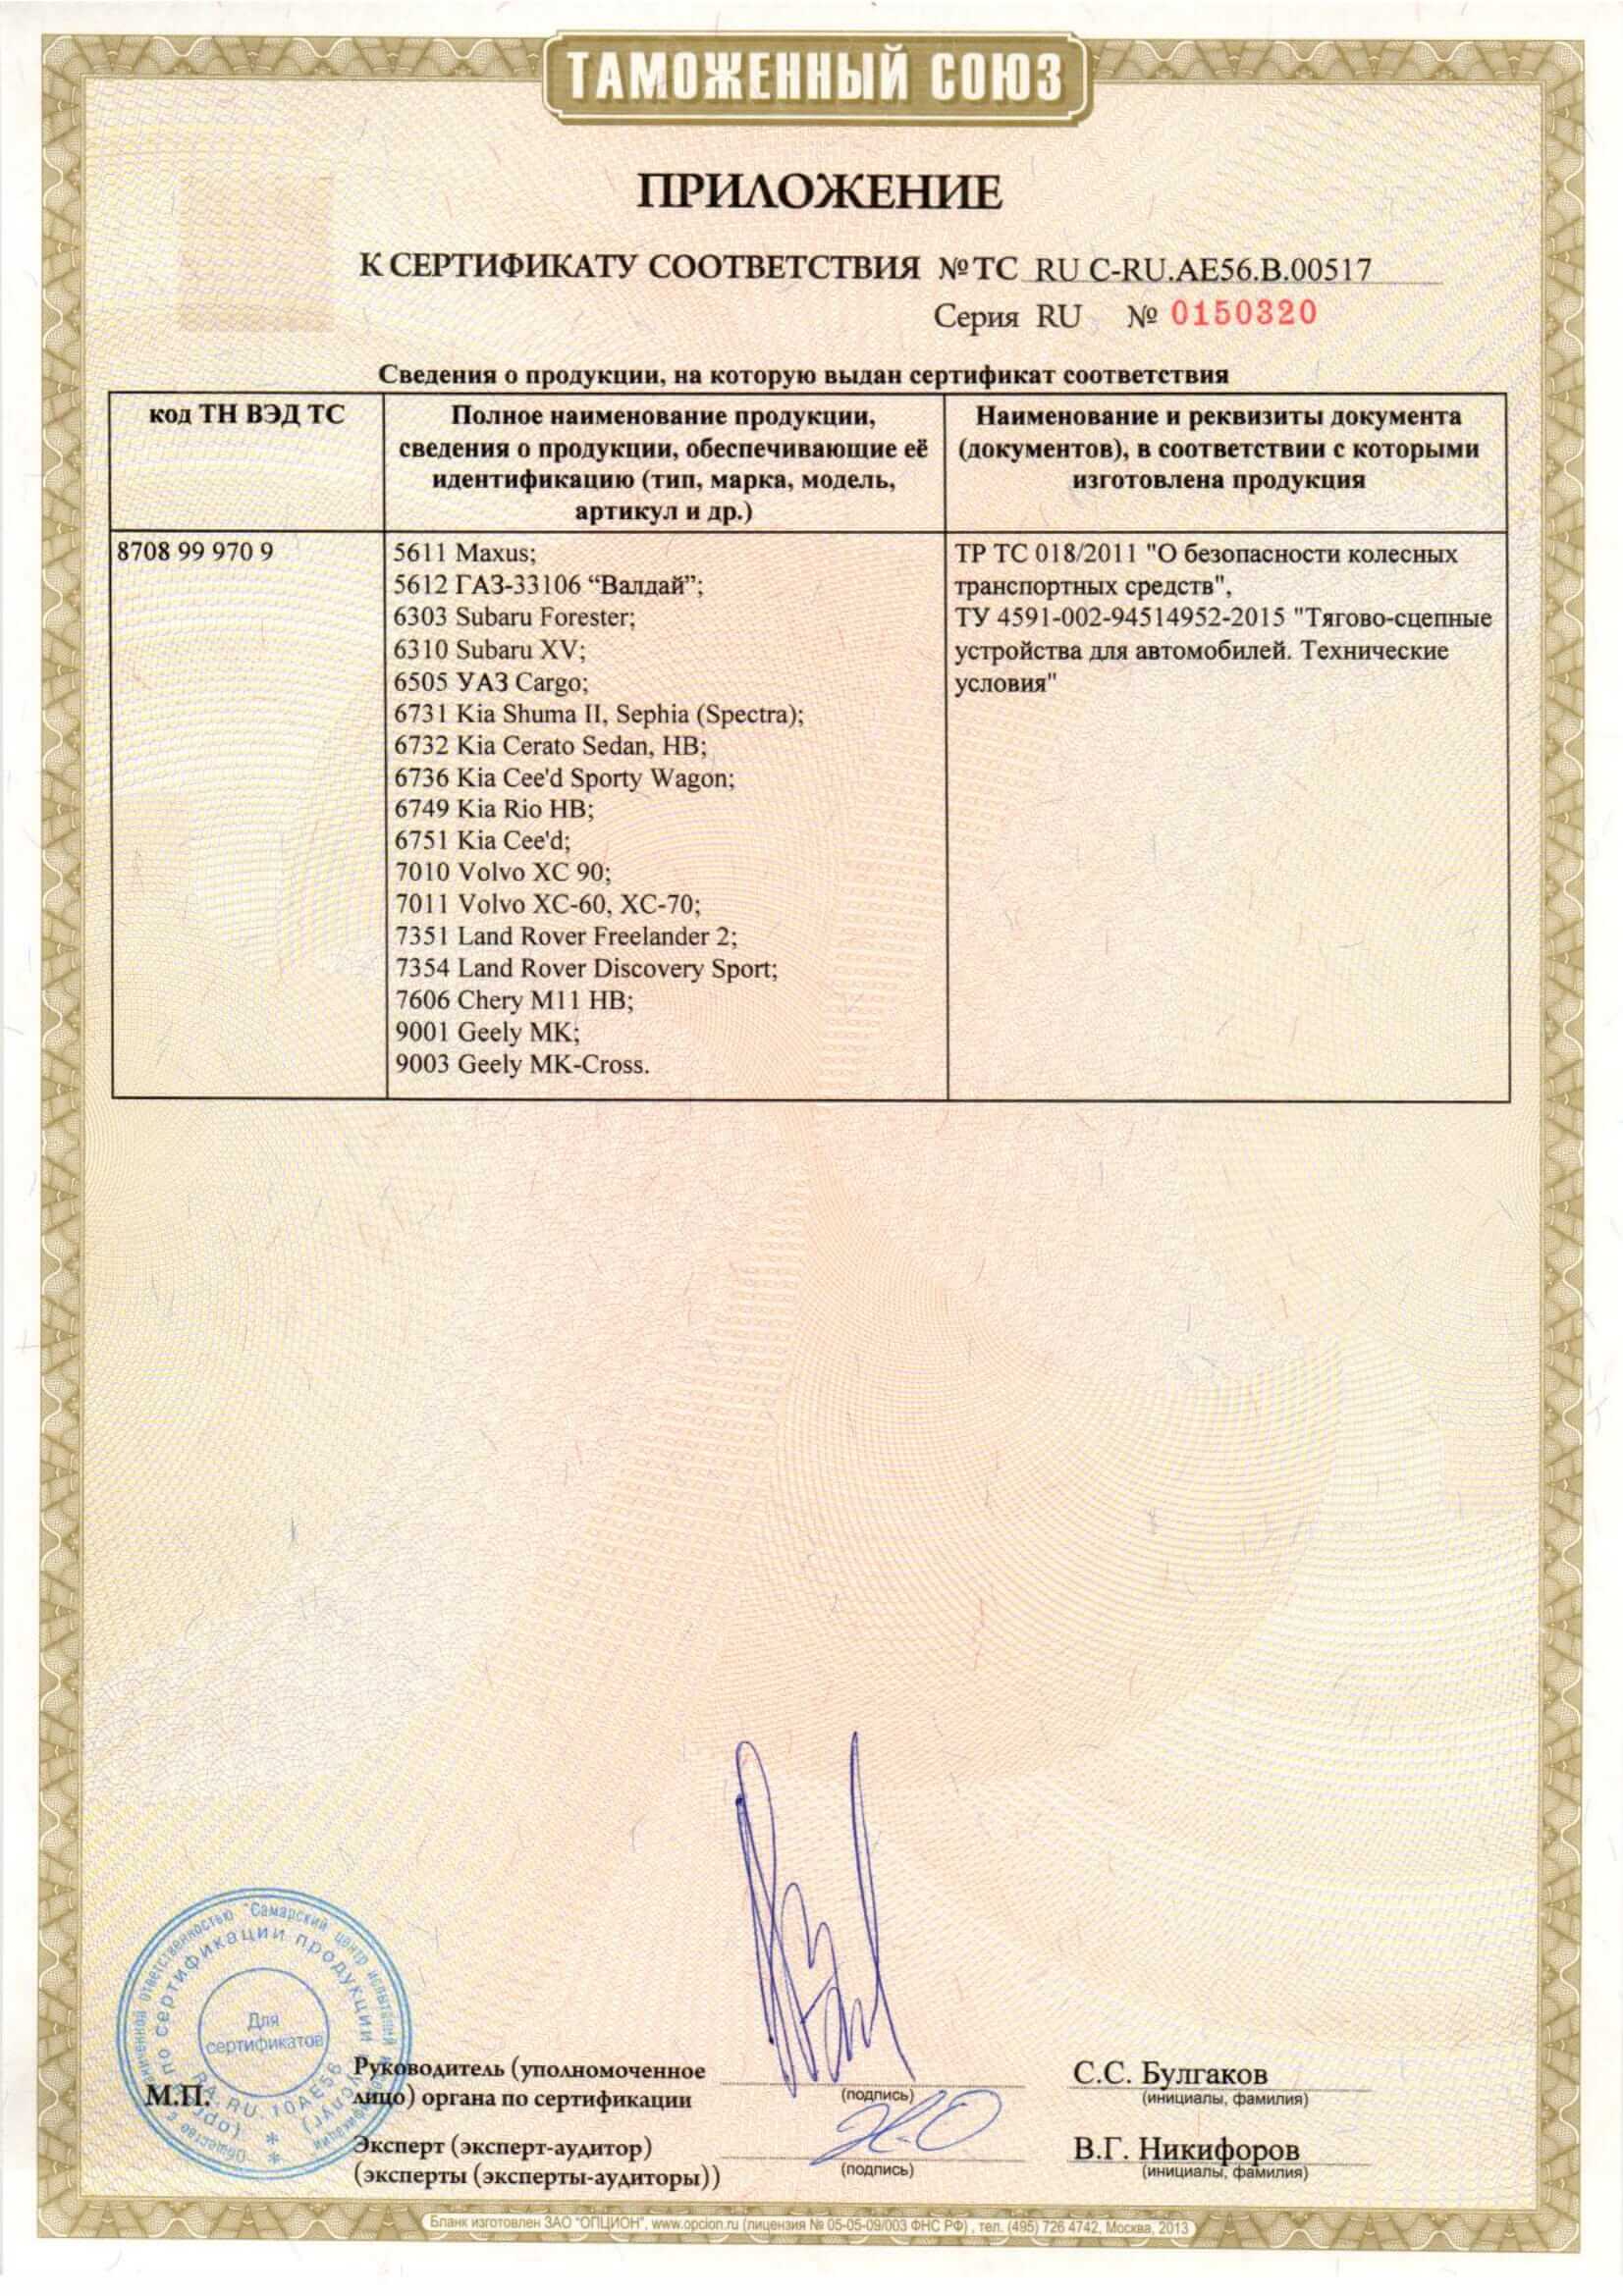 ТАМОЖЕННЫЙ СОЮЗ
ПРИЛОЖЕНИЕ
К СЕРТИФИКАТУ СООТВЕТСТВИЯ №ТС RU С-RU.АЕ56.В.00517
Серия RU № 0150320
Сведения о продукции, на которую выдан сертификат соответствия
код ТН ВЭД ТС
Полное наименование продукции,
сведения о продукции, обеспечивающие её
идентификацию (тип, марка, модель,
артикул и др.)
Наименование и реквизиты документа
(документов), в соответствии с которыми
изготовлена продукция
8708 99 970 9
5611 Maxus;
5612 ГАЗ-33106 “Валдай”;
6303 Subaru Forester;
6310 Subaru XV;
6505 УАЗ Cargo;
6731 Kia Shuma II, Sephia (Spectra);
6732 Kia Cerato Sedan, HB;
6736 Kia Cee'd Sporty Wagon;
6749 Kia Rio HB;
6751 Kia Cee'd;
7010 Volvo XC 90;
7011 Volvo XC-60, XC-70;
7351 Land Rover Freelander 2;
7354 Land Rover Discovery Sport;
7606 Chery M11 HB;
9001 Geely MK;
9003 Geely MK-Cross.
ТР ТС 018/2011 "О безопасности колесных
транспортных средств",
ТУ 4591-002-94514952-2015 "Тягово-сцепные
устройства для автомобилей. Технические
условия"
ответственностью "Самарский центр испытаний
по сертификации продукции
Для
сертификатов
RA.RU.10АЕ56
М.П.
Руководитель (уполномоченное
лицо) органа по сертификации
(подпись)
С.С. Булгаков
(инициалы, фамилия)
Эксперт (эксперт-аудитор)
(эксперты (эксперты-аудиторы))
(подпись)
В.Г. Никифоров
(инициалы, фамилия)
Бланк изготовлен ЗАО "ОПЦИОН", www.opcion.ru (лицензия № 05-05-09/003 ФНС РФ), тел. (495) 726 4742, Москва, 2013